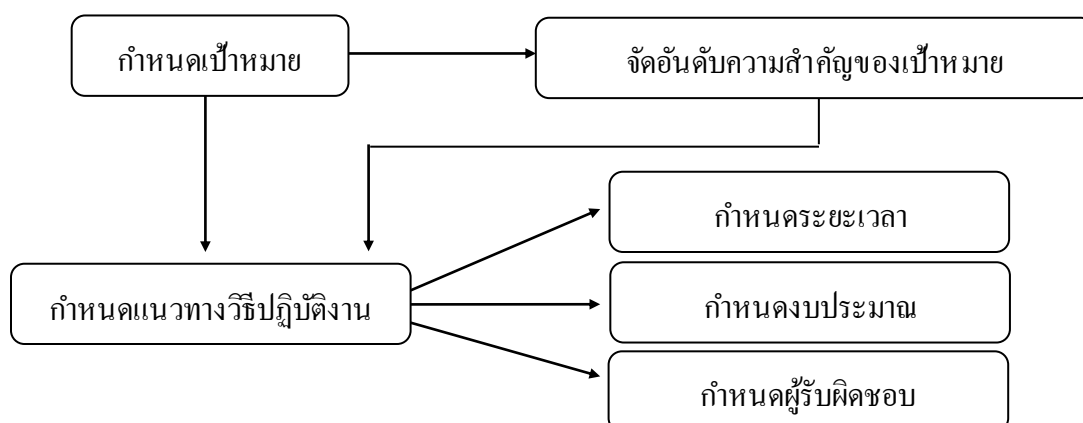 กำหนดเป้าหมาย
จัดอันดับความสำคัญของเป้าหมาย
กำหนดระยะเวลา
กำหนดแนวทางวิธีปฏิบัติงาน
กำหนดงบประมาณ
กำหนดผู้รับผิดชอบ